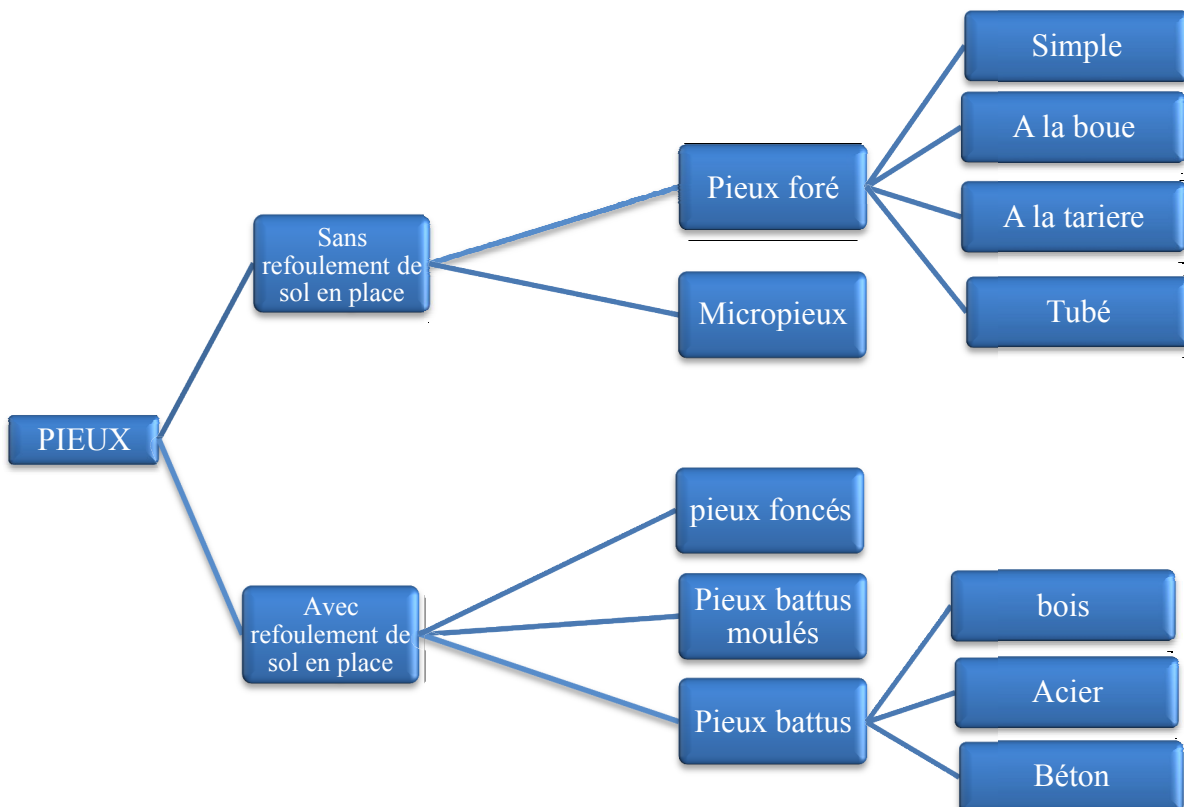 PIEUX
Sans
refoulement de
sol en place
Pieux foré
Simple
A la boue
A la tariere
Tubé
Micropieux
Avec
refoulement de
sol en place
pieux foncés
Pieux battus
moulés
Pieux battus
bois
Acier
Béton